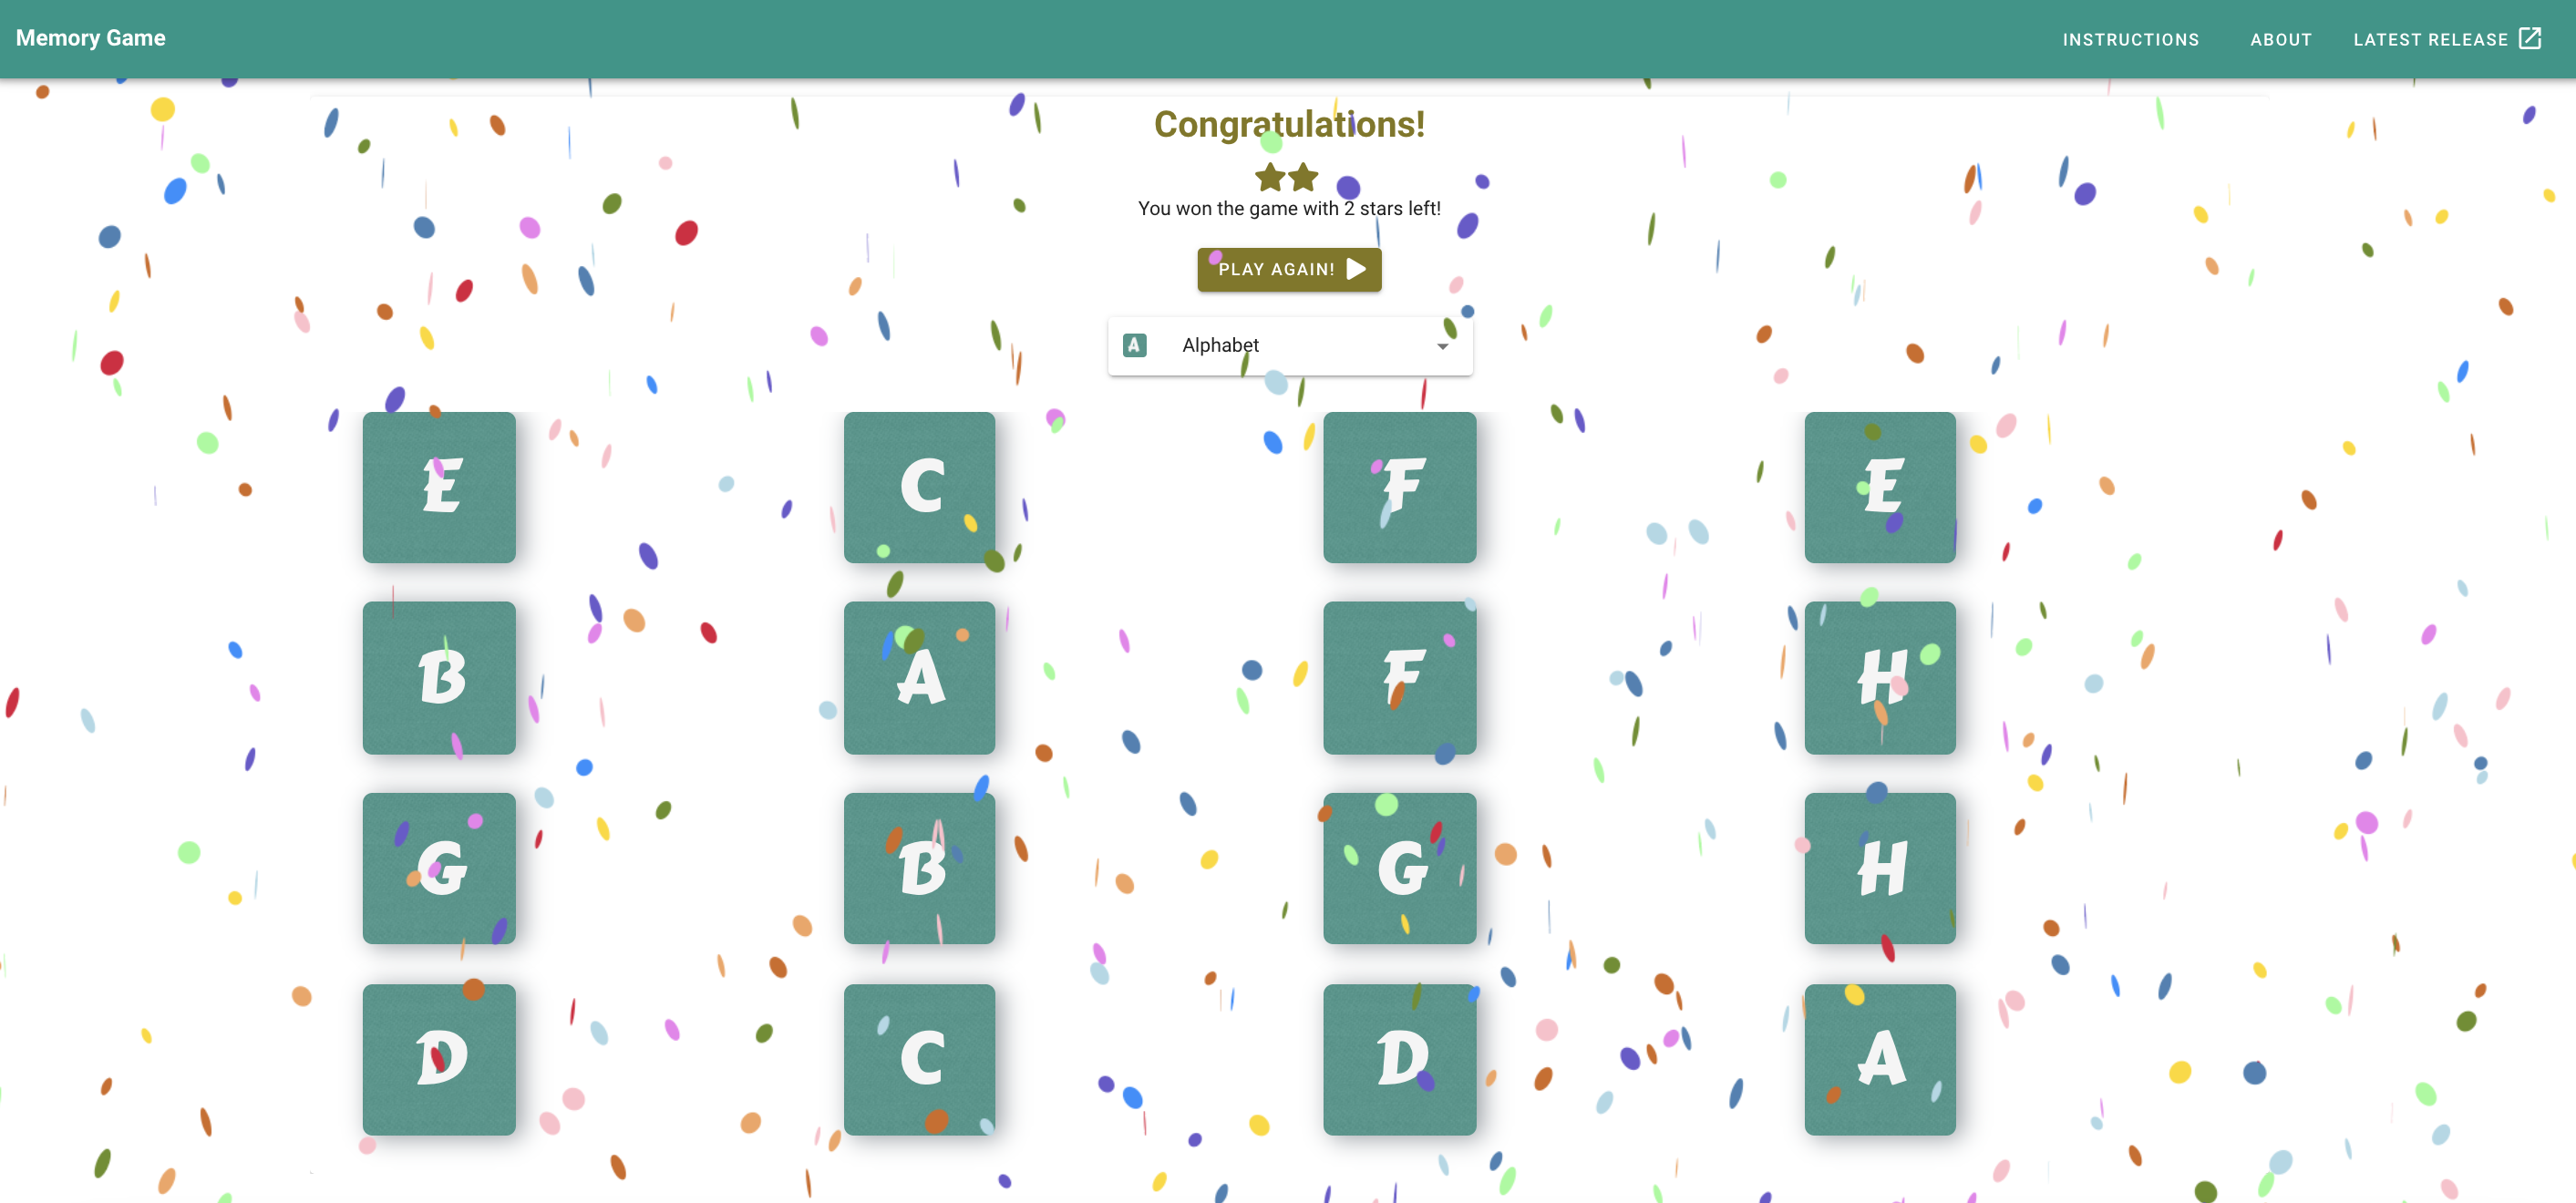 Memory Game INSTRUCTIONS ABOUT LATEST RELEASE
Congratulations!
You won the game with 2 stars left!
PLAY AGAIN!
A Alphabet
E C F E
B A F H
G B G H
D C D A